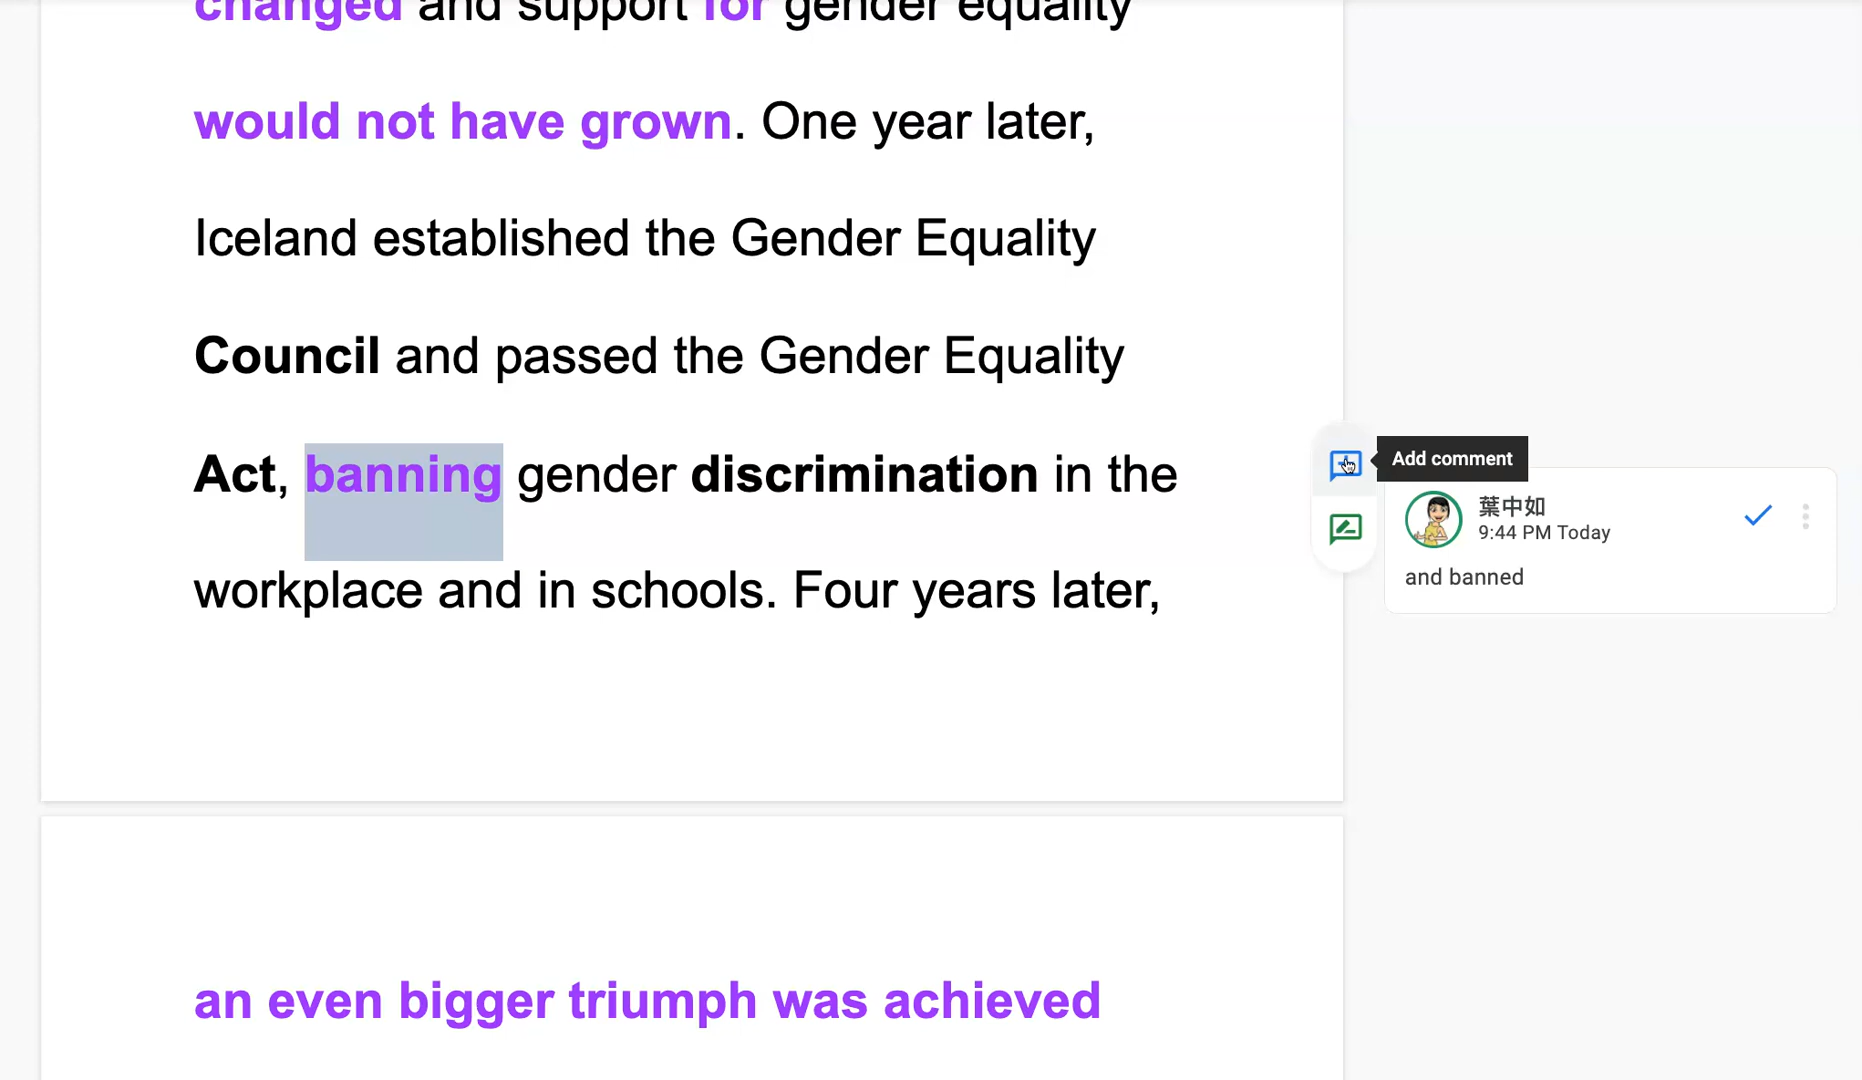 changed and support for gender equality
would not have grown. One year later,
Iceland established the Gender Equality
Council and passed the Gender Equality
Act, banning gender discrimination in the
workplace and in schools. Four years later,
an even bigger triumph was achieved
Add comment
葉中如
9:44 PM Today
and banned